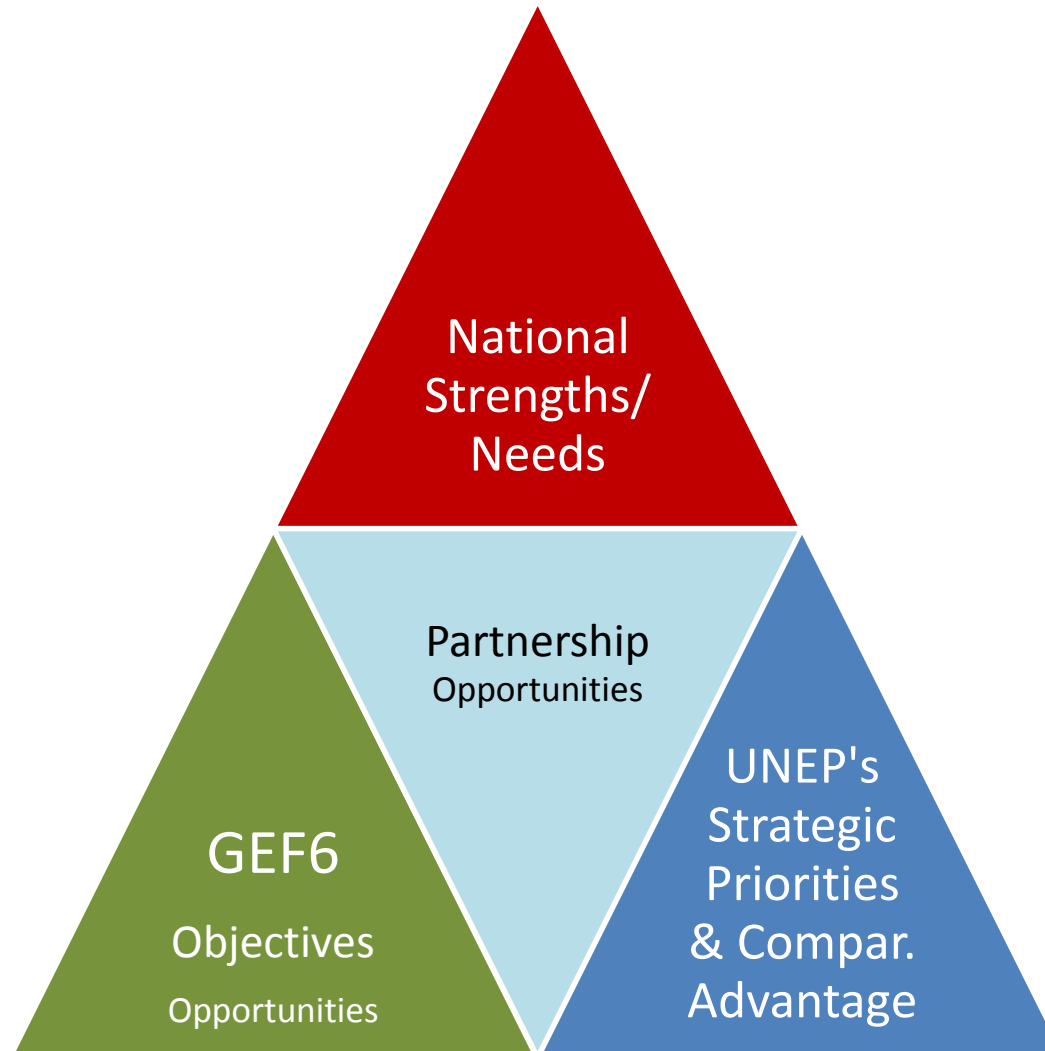 National
Strengths/
Needs
Partnership
Opportunities
GEF6
Objectives
Opportunities
UNEP's
Strategic
Priorities
& Compar.
Advantage